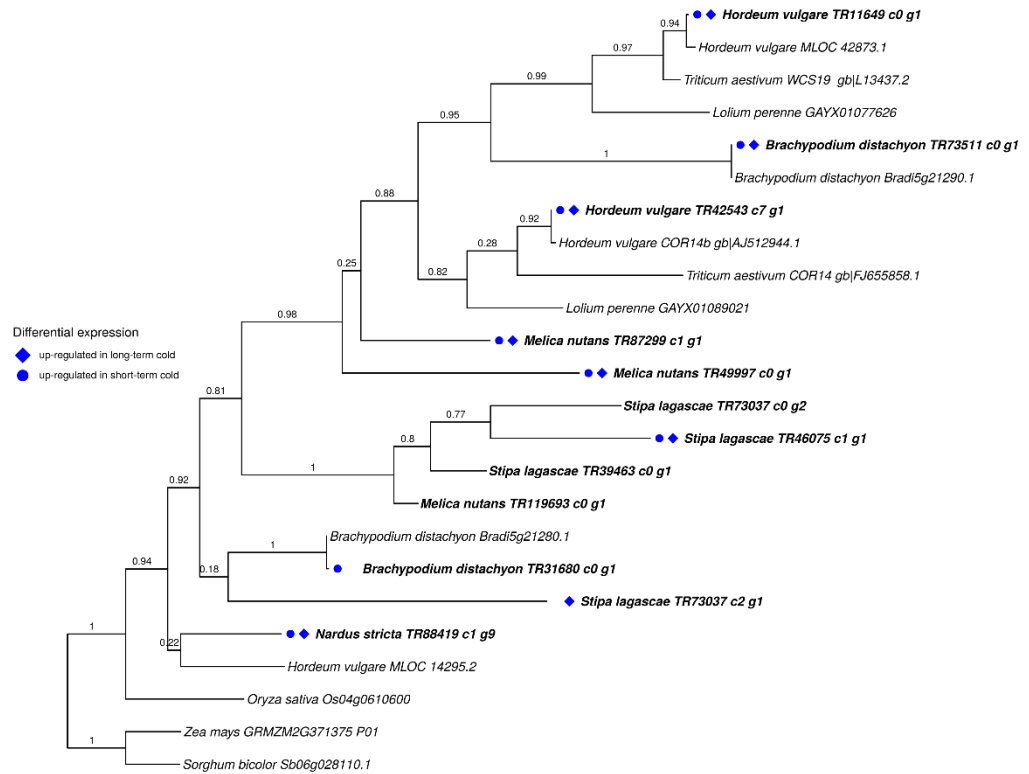 Hordeum vulgare TR11649 c0 g1
0.94
Hordeum vulgare MLOC 42873.1
0.97
Triticum aestivum WCS19 gb|L13437.2
0.99
Lolium perenne GAYX01077626
0.95
Brachypodium distachyon TR73511 c0 g1
1
Brachypodium distachyon Bradi5g21290.1
0.88
Hordeum vulgare TR42543 c7 g1
0.92
Hordeum vulgare COR14b gb|AJ512944.1
0.28
0.25
0.82
Triticum aestivum COR14 gb|FJ655858.1
Lolium perenne GAYX01089021
0.98
Differential expression
up-regulated in long-term cold
up-regulated in short-term cold
Melica nutans TR87299 c1 g1
Melica nutans TR49997 c0 g1
0.81
Stipa lagascae TR73037 c0 g2
0.77
Stipa lagascae TR46075 c1 g1
0.8
1
Stipa lagascae TR39463 c0 g1
0.92
Melica nutans TR119693 c0 g1
Brachypodium distachyon Bradi5g21280.1
1
0.94
0.18
Brachypodium distachyon TR31680 c0 g1
Stipa lagascae TR73037 c2 g1
1
Nardus stricta TR88419 c1 g9
0.22
Hordeum vulgare MLOC 14295.2
Oryza sativa Os04g0610600
Zea mays GRMZM2G371375 P01
1
Sorghum bicolor Sb06g028110.1